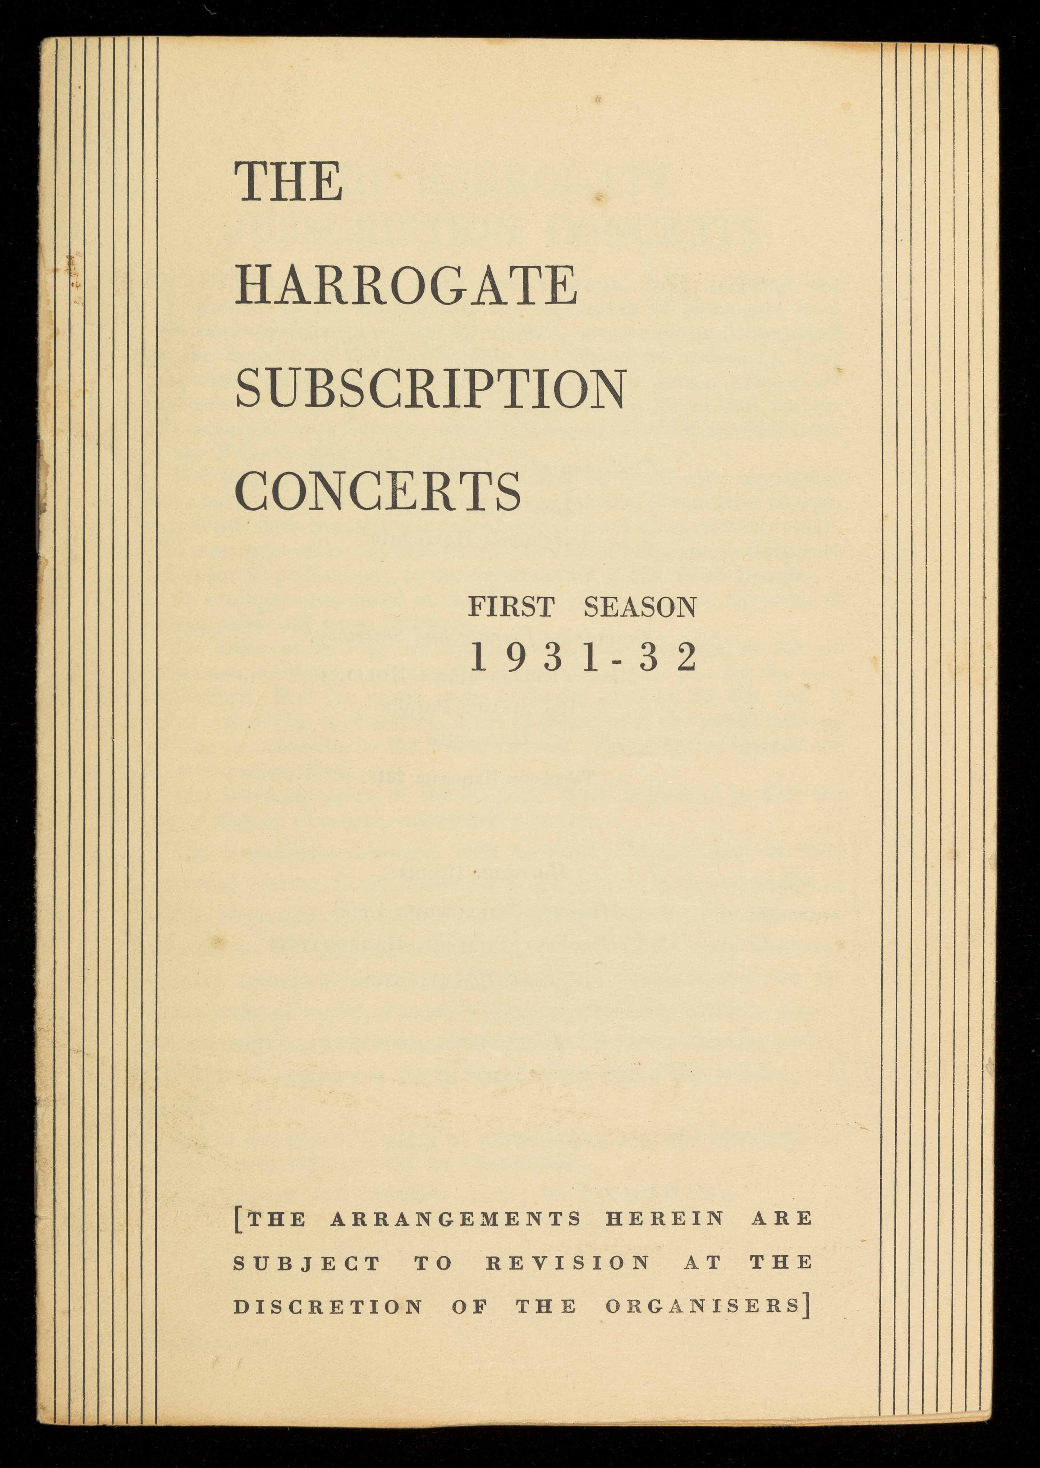 THE
HARROGATE
SUBSCRIPTION
CONCERTS
FIRST SEASON
1931-32
[THE ARRANGEMENTS HEREIN ARE
SUBJECT TO REVISION AT THE
DISCRETION OF THE ORGANISERS]